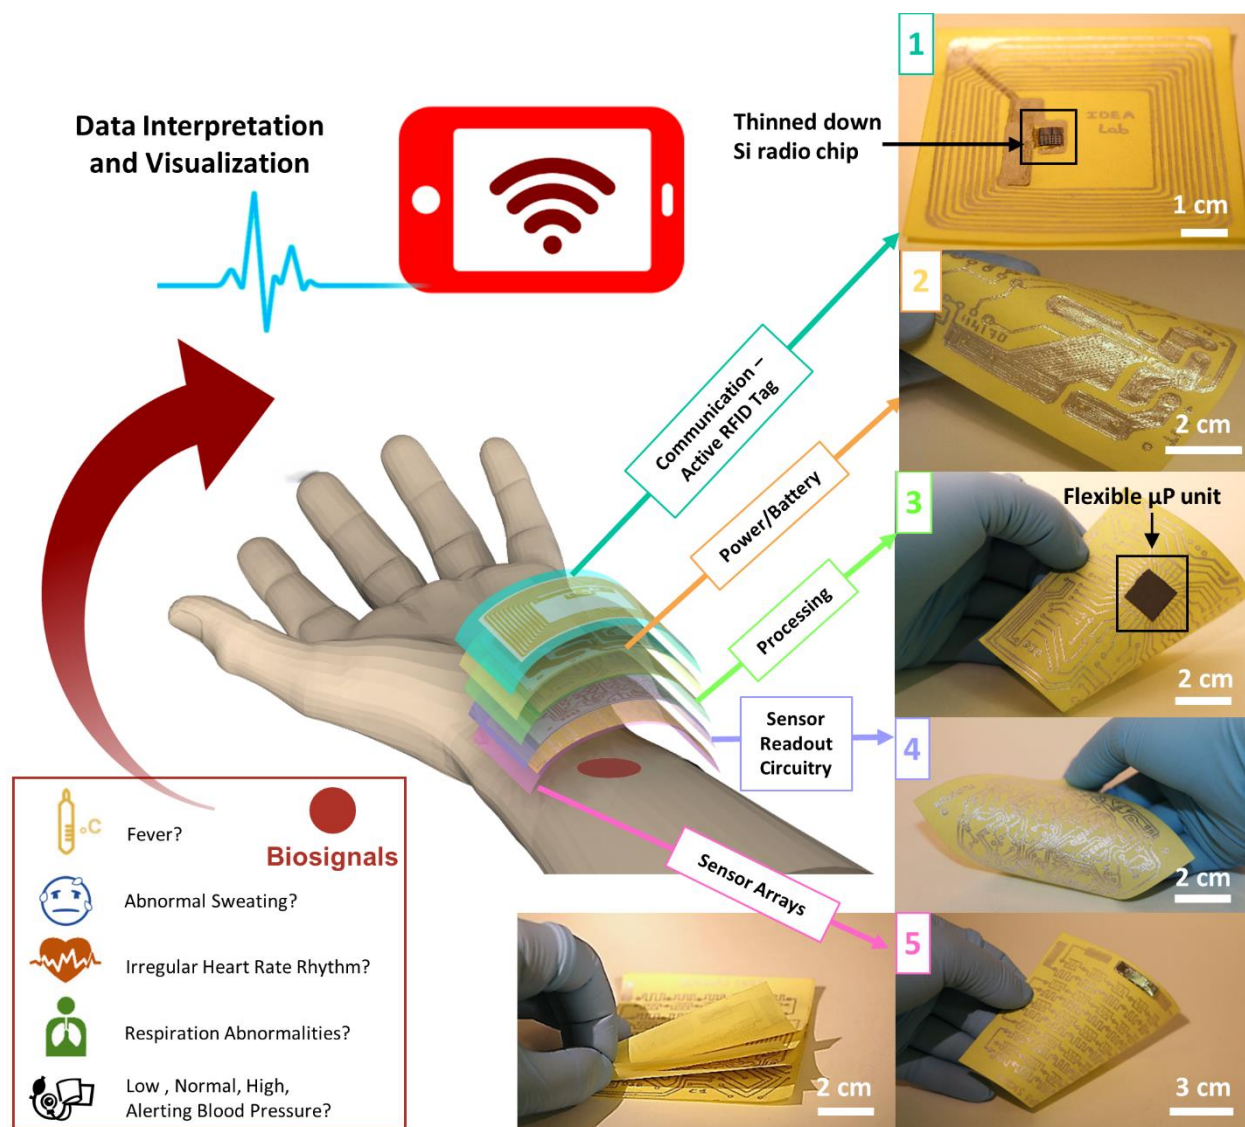 Data Interpretation
and Visualization
Thinned down
Si radio chip
1
IDEA
Lab
1 cm
2
114170
2 cm
Communication –
Active RFID Tag
Power/Battery
Processing
Sensor
Readout
Circuitry
Sensor Arrays
3
Flexible µP unit
2 cm
4
2 cm
5
3 cm
2 cm
°C
Fever?
Biosignals
Abnormal Sweating?
Irregular Heart Rate Rhythm?
Respiration Abnormalities?
Low , Normal, High,
Alerting Blood Pressure?